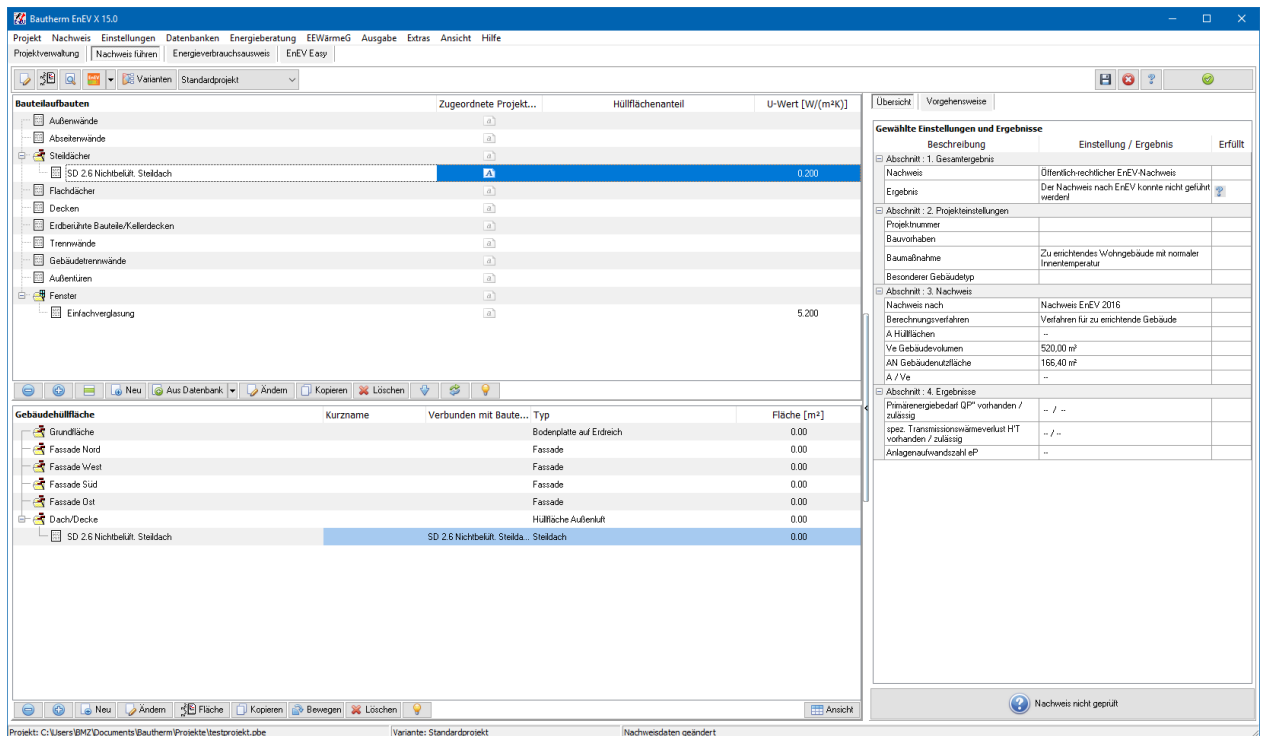 Bautherm EnEV X 15.0
Projekt Nachweis Einstellungen Datenbanken Energieberatung EEWärmeG Ausgabe Extras Ansicht Hilfe
Projektverwaltung Nachweis führen Energieverbrauchsausweis EnEV Easy
Varianten Standardprojekt
Bauteilaufbauten Zugeordnete Projekt... Hüllflächenanteil U-Wert [W/(m²K)]
Außenwände
Abseitenwände
Steildächer
SD 2.6 Nichtbelüft. Steildach 0.200
Flachdächer
Decken
Erdberührte Bauteile/Kellerdecken
Trennwände
Gebäudetrennwände
Außentüren
Fenster
Einfachverglasung 5.200
Neu Aus Datenbank Ändern Kopieren Löschen
Gebäudehüllfläche Kurzname Verbunden mit Baute... Typ Fläche [m²]
Grundfläche Bodenplatte auf Erdreich 0.00
Fassade Nord Fassade 0.00
Fassade West Fassade 0.00
Fassade Süd Fassade 0.00
Fassade Ost Fassade 0.00
Dach/Decke Hüllfläche Außenluft 0.00
SD 2.6 Nichtbelüft. Steildach SD 2.6 Nichtbelüft. Steilda... Steildach 0.00
Neu Ändern Fläche Kopieren Bewegen Löschen Ansicht
Übersicht Vorgehensweise
Gewählte Einstellungen und Ergebnisse
Beschreibung Einstellung / Ergebnis Erfüllt
Abschnitt : 1. Gesamtergebnis
Nachweis Öffentlich-rechtlicher EnEV-Nachweis
Ergebnis Der Nachweis nach EnEV konnte nicht geführt
werden!
Abschnitt : 2. Projekteinstellungen
Projektnummer
Bauvorhaben
Baumaßnahme Zu errichtendes Wohngebäude mit normaler
Innentemperatur
Besonderer Gebäudetyp
Abschnitt : 3. Nachweis
Nachweis nach Nachweis EnEV 2016
Berechnungsverfahren Verfahren für zu errichtende Gebäude
A Hüllflächen --
Ve Gebäudevolumen 520,00 m³
AN Gebäudenutzfläche 166,40 m²
A / Ve --
Abschnitt : 4. Ergebnisse
Primärenergiebedarf QP'' vorhanden / -- / --
zulässig
spez. Transmissionswärmeverlust H'T -- / --
vorhanden / zulässig
Anlagenaufwandszahl eP --
Nachweis nicht geprüft
Projekt: C:\Users\BMZ\Documents\Bautherm\Projekte\testprojekt.pbe Variante: Standardprojekt Nachweisdaten geändert